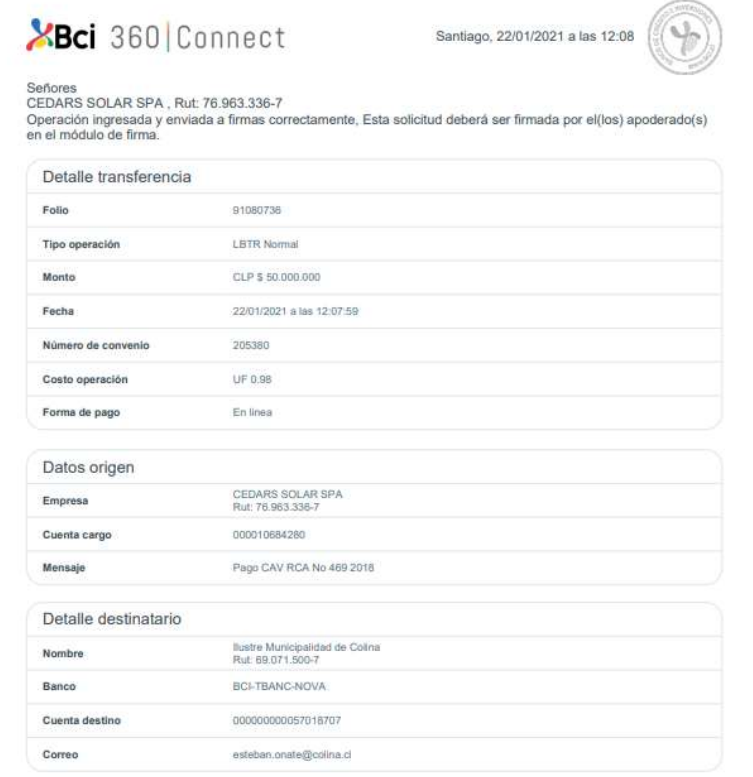 Bci 360|Connect
Santiago, 22/01/2021 a las 12:08
Señores
CEDARS SOLAR SPA , Rut: 76.963.336-7
Operación ingresada y enviada a firmas correctamente, Esta solicitud deberá ser firmada por el(los) apoderado(s)
en el módulo de firma.
Detalle transferencia
Folio 91080736
Tipo operación LBTR Normal
Monto CLP $ 50.000.000
Fecha 22/01/2021 a las 12:07:59
Número de convenio 205380
Costo operación UF 0.98
Forma de pago En linea
Datos origen
Empresa CEDARS SOLAR SPA
Rut: 76.963.336-7
Cuenta cargo 000010684280
Mensaje Pago CAV RCA No 469 2018
Detalle destinatario
Nombre Ilustre Municipalidad de Colina
Rut: 69.071.500-7
Banco BCI-TBANC-NOVA
Cuenta destino 000000000057018707
Correo esteban.onate@colina.cl